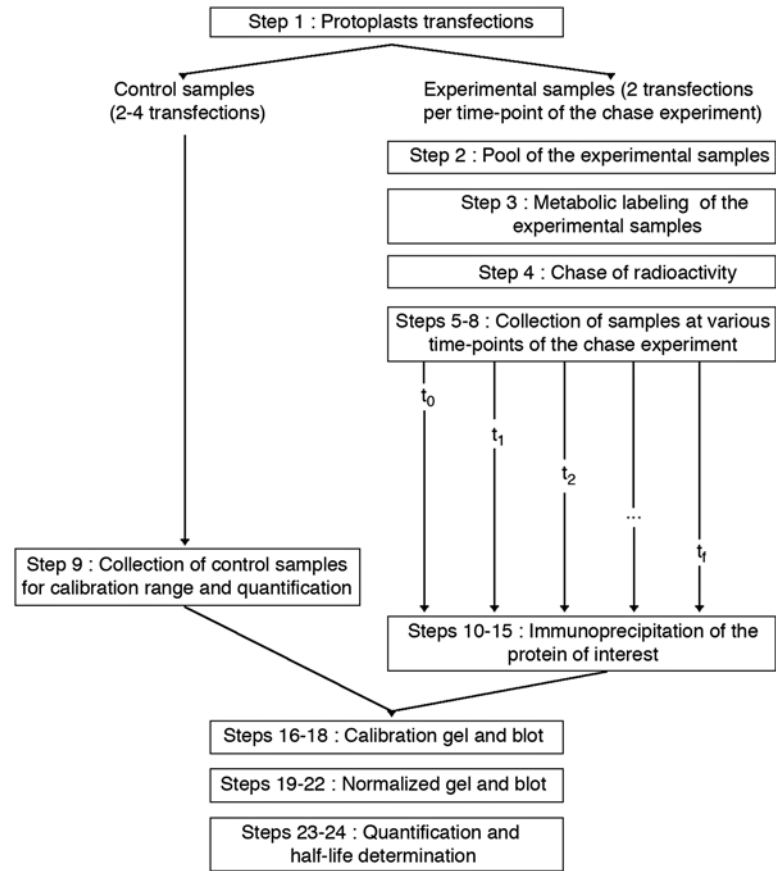 Step 1 : Protoplasts transfections
Control samples
(2-4 transfections)
Experimental samples (2 transfections
per time-point of the chase experiment)
Step 2 : Pool of the experimental samples
Step 3 : Metabolic labeling of the
experimental samples
Step 4 : Chase of radioactivity
Steps 5-8 : Collection of samples at various
time-points of the chase experiment
t0
t1
t2
...
tf
Step 9 : Collection of control samples
for calibration range and quantification
Steps 10-15 : Immunoprecipitation of the
protein of interest
Steps 16-18 : Calibration gel and blot
Steps 19-22 : Normalized gel and blot
Steps 23-24 : Quantification and
half-life determination